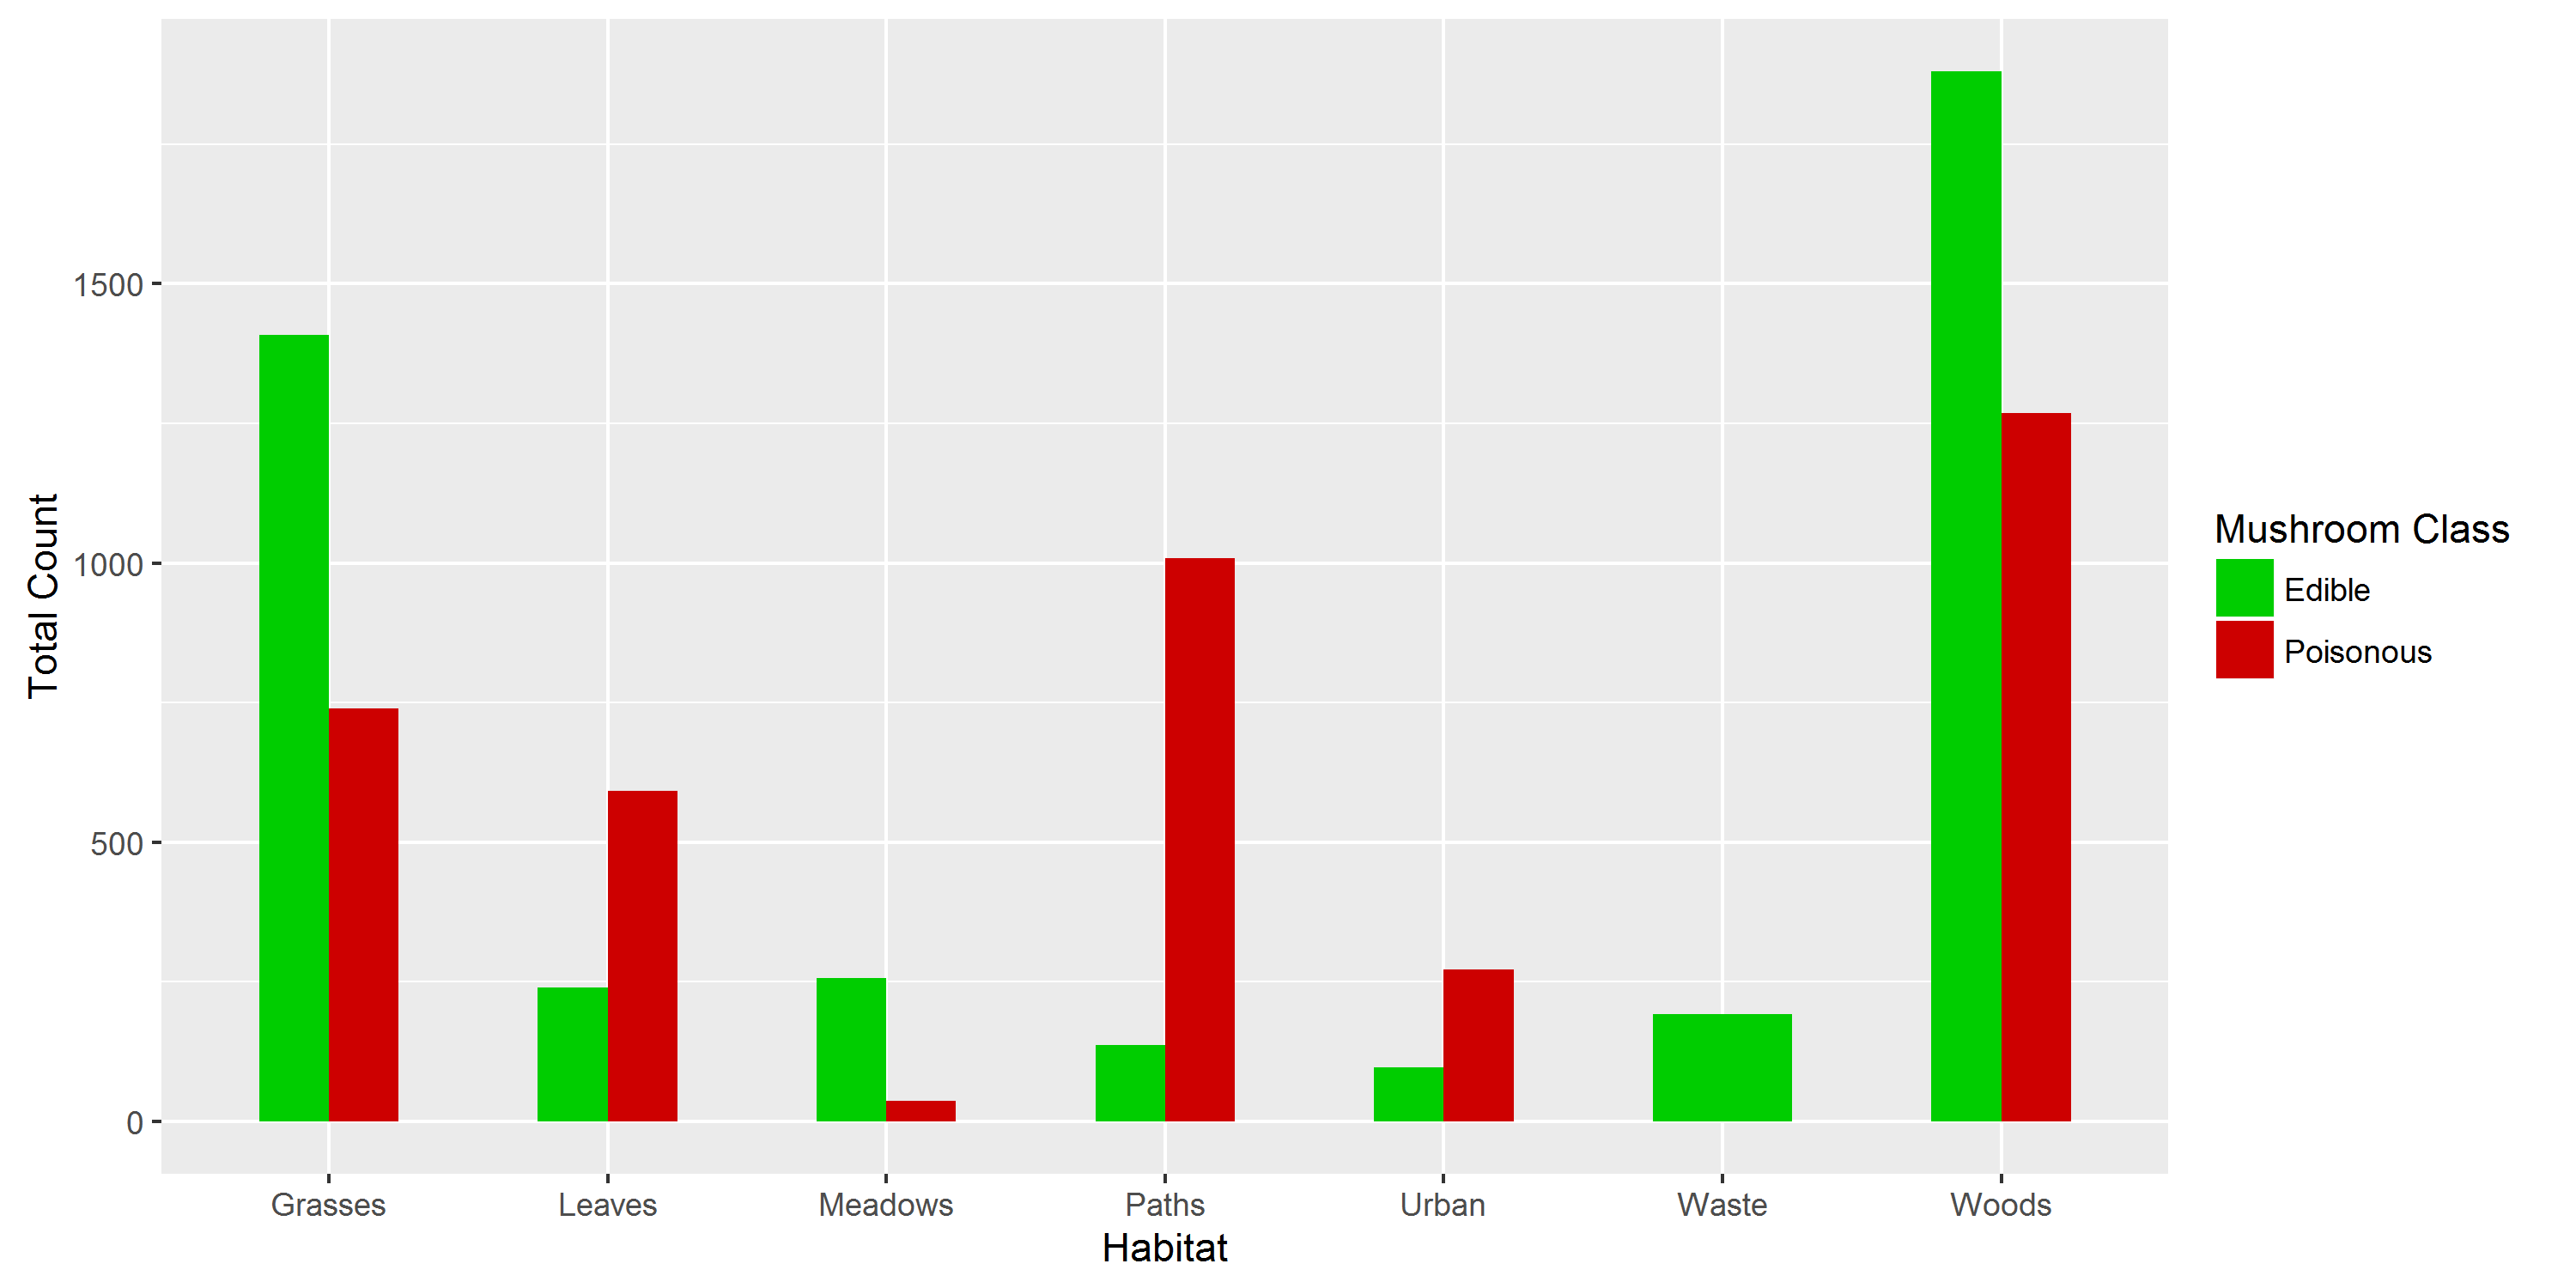 Total Count
1500
1000
500
0
Grasses Leaves Meadows Paths Urban Waste Woods
Habitat
Mushroom Class
Edible
Poisonous